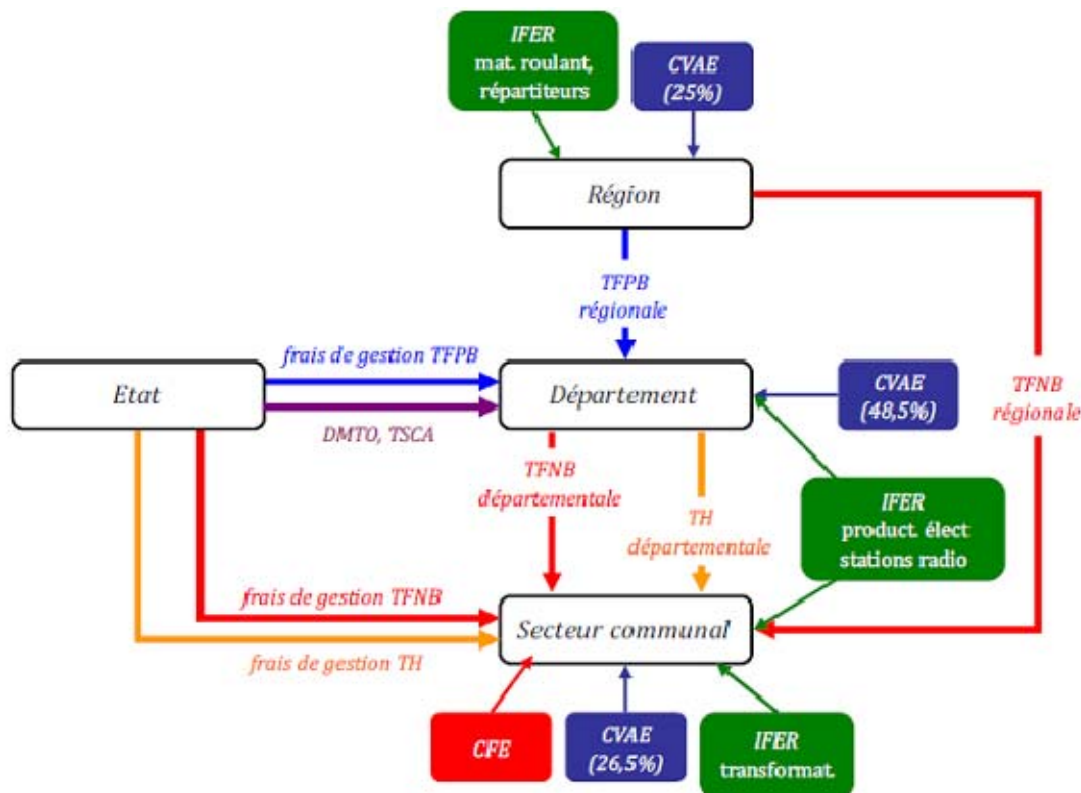 IFER
mat. roulant,
répartiteurs
CVAE
(25%)
Région
TFPB
régionale
frais de gestion TFPB
Etat
Département
CVAE
(48,5%)
TFNB
régionale
DMTO, TSCA
TFNB
départementale
TH
départementale
IFER
product. élect
stations radio
frais de gestion TFNB
Secteur communal
frais de gestion TH
CFE
CVAE
(26,5%)
IFER
transformat.